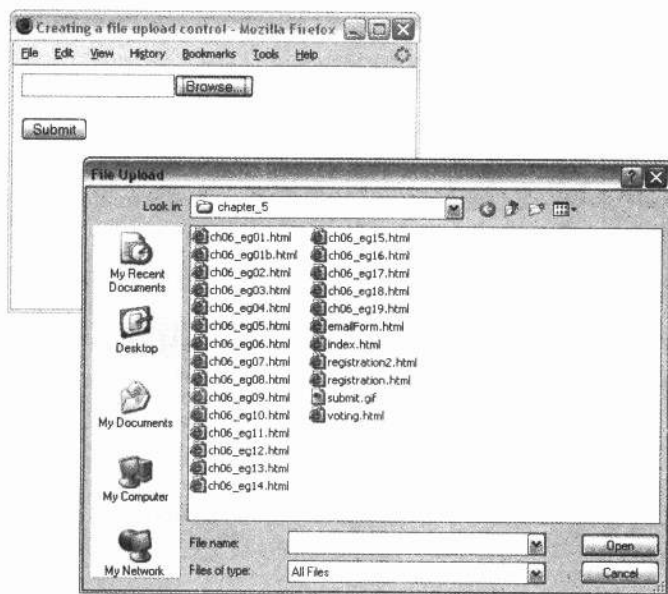 Creating a file upload control - Mozilla Firefox
File Edit View History Bookmarks Tools Help
Browse...
Submit
File Upload
Look in: chapter_5
My Recent Documents
Desktop
My Documents
My Computer
My Network
ch06_eg01.html
ch06_eg01b.html
ch06_eg02.html
ch06_eg03.html
ch06_eg04.html
ch06_eg05.html
ch06_eg06.html
ch06_eg07.html
ch06_eg08.html
ch06_eg09.html
ch06_eg10.html
ch06_eg11.html
ch06_eg12.html
ch06_eg13.html
ch06_eg14.html
ch06_eg15.html
ch06_eg16.html
ch06_eg17.html
ch06_eg18.html
ch06_eg19.html
emailForm.html
index.html
registration2.html
registration.html
submit.gif
voting.html
File name:
Open
Files of type: All Files
Cancel